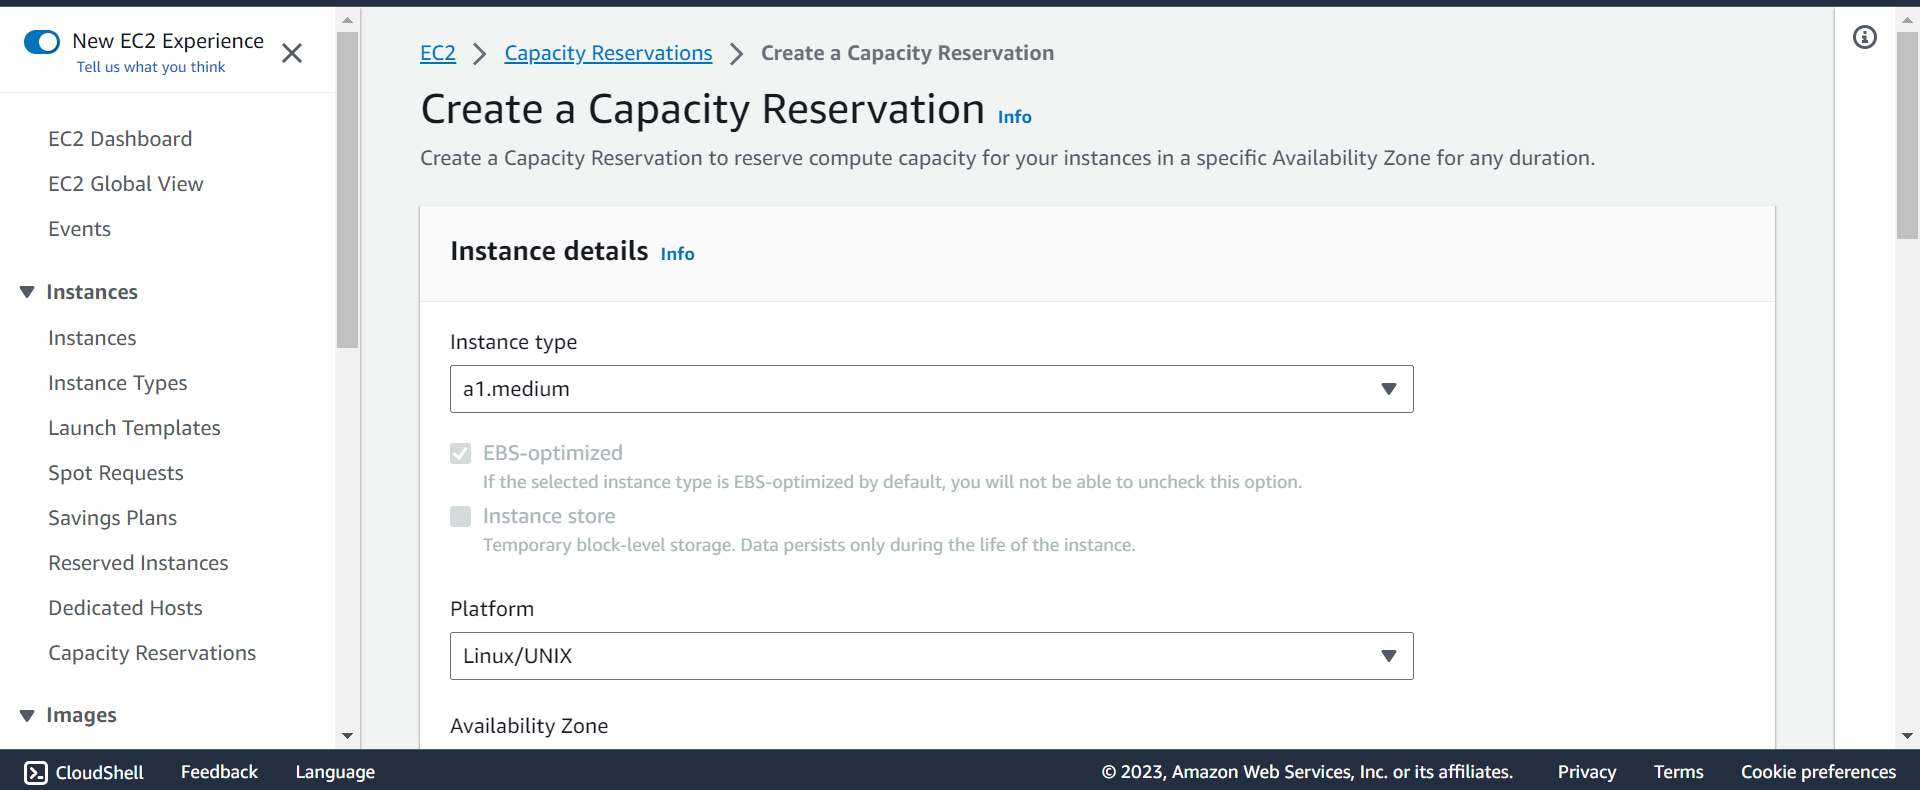 New EC2 Experience
Tell us what you think
EC2 Dashboard
EC2 Global View
Events
Instances
Instances
Instance Types
Launch Templates
Spot Requests
Savings Plans
Reserved Instances
Dedicated Hosts
Capacity Reservations
Images
EC2 > Capacity Reservations > Create a Capacity Reservation
Create a Capacity Reservation Info
Create a Capacity Reservation to reserve compute capacity for your instances in a specific Availability Zone for any duration.
Instance details Info
Instance type
a1.medium
EBS-optimized
If the selected instance type is EBS-optimized by default, you will not be able to uncheck this option.
Instance store
Temporary block-level storage. Data persists only during the life of the instance.
Platform
Linux/UNIX
Availability Zone
CloudShell Feedback Language © 2023, Amazon Web Services, Inc. or its affiliates. Privacy Terms Cookie preferences